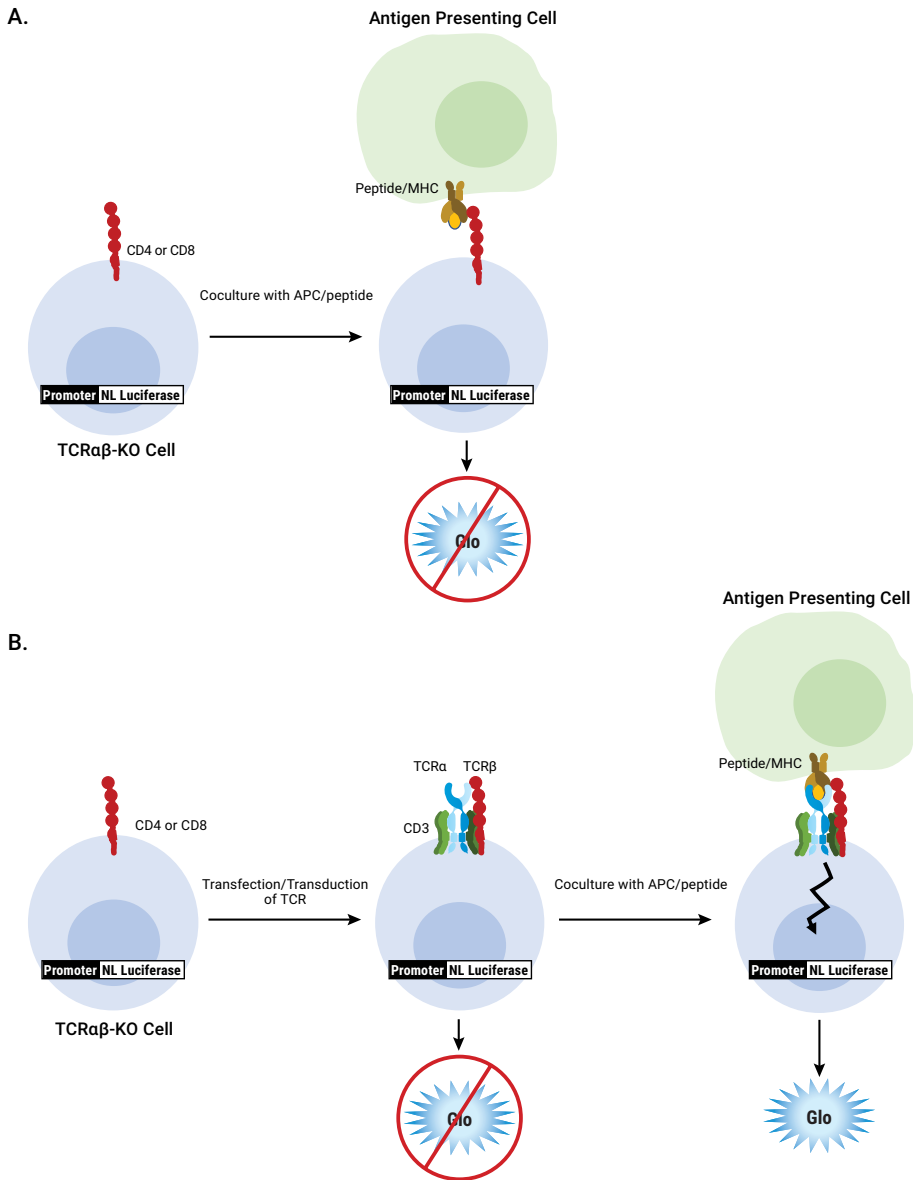 A.
Antigen Presenting Cell
Peptide/MHC
CD4 or CD8
Coculture with APC/peptide
Promoter NL Luciferase
Promoter NL Luciferase
TCRαβ-KO Cell
Glo
Antigen Presenting Cell
B.
Peptide/MHC
TCRα TCRβ
CD4 or CD8
CD3
Transfection/Transduction
of TCR
Coculture with APC/peptide
Promoter NL Luciferase
Promoter NL Luciferase
Promoter NL Luciferase
TCRαβ-KO Cell
Glo
Glo